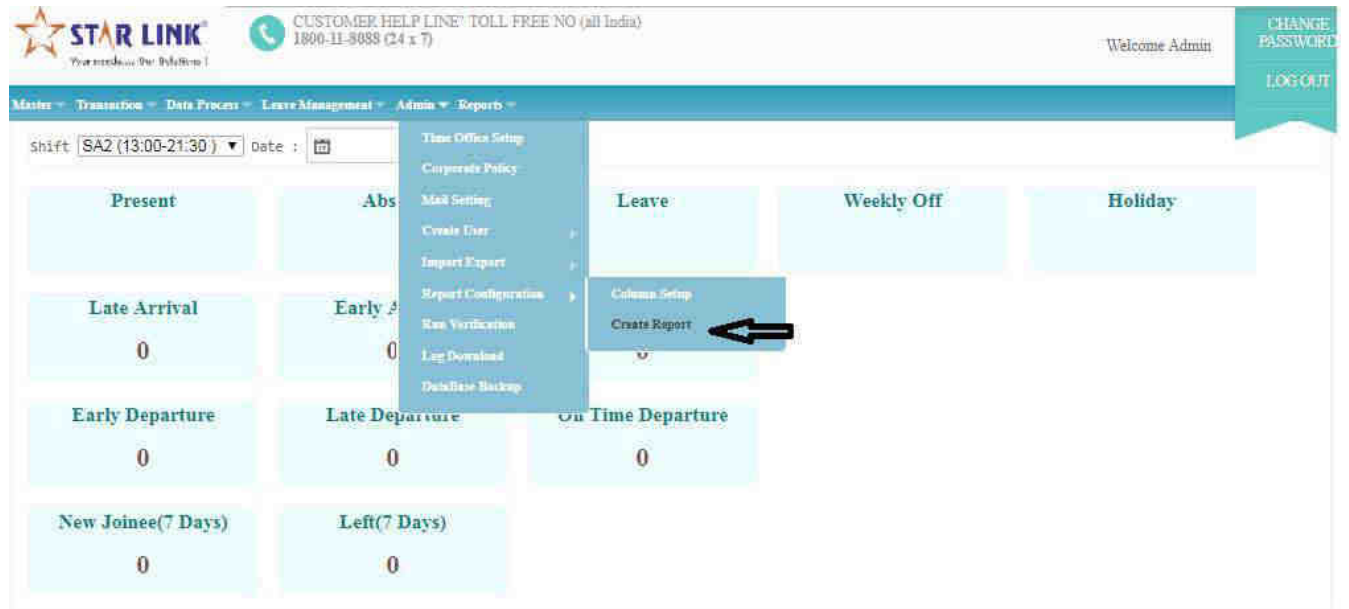 STAR LINK
CUSTOMER HELP LINE' TOLL FREE NO (all India)
1800-11-8088 (24 x 7)
Welcome Admin
CHANGE
PASSWORD
LOG OUT
Master Transaction Data Process Leave Management Admin Reports
Shift SA2 (13:00-21:30 ) Date :
Time Office Setup
Corporate Policy
Mail Setting
Create User
Import Export
Report Configuration
Run Verification
Log Download
DataBase Backup
Column Setup
Create Report
Present
Abs
Leave
Weekly Off
Holiday
Late Arrival
0
Early A
0
0
Early Departure
0
Late Departure
0
On Time Departure
0
New Joinee(7 Days)
0
Left(7 Days)
0